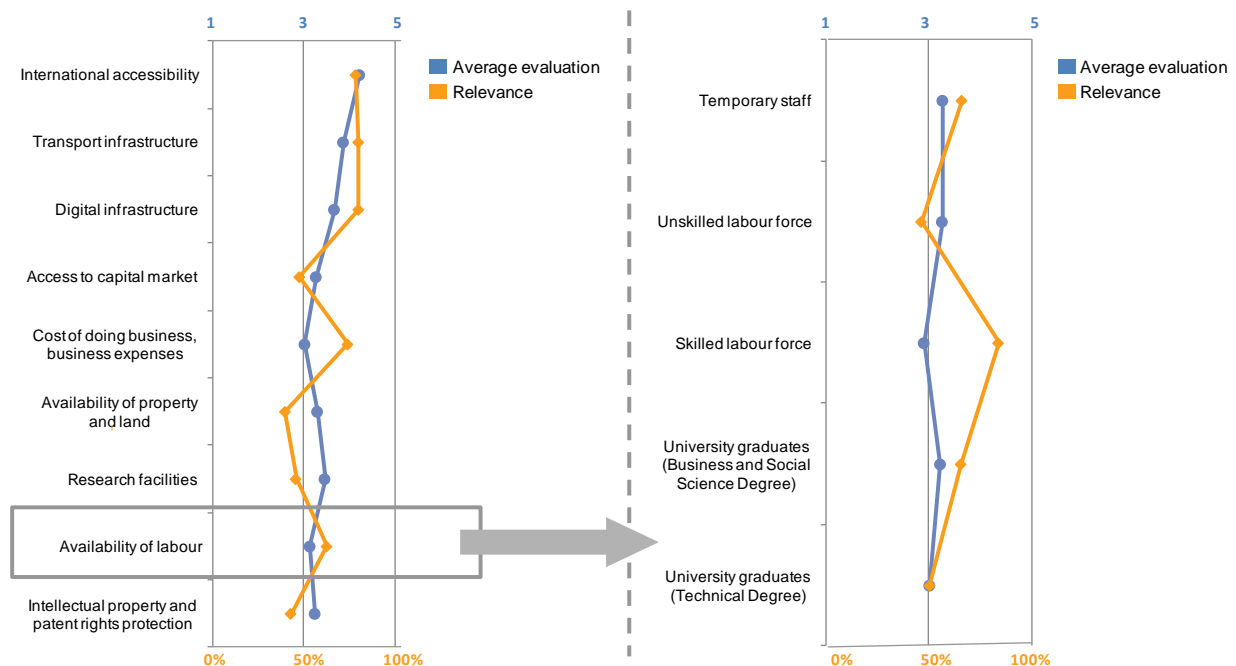 1 3 5
International accessibility
Transport infrastructure
Digital infrastructure
Access to capital market
Cost of doing business,
business expenses
Availability of property
and land
Research facilities
Availability of labour
Intellectual property and
patent rights protection
0% 50% 100%
Average evaluation
Relevance
1 3 5
Temporary staff
Unskilled labour force
Skilled labour force
University graduates
(Business and Social
Science Degree)
University graduates
(Technical Degree)
0% 50% 100%
Average evaluation
Relevance